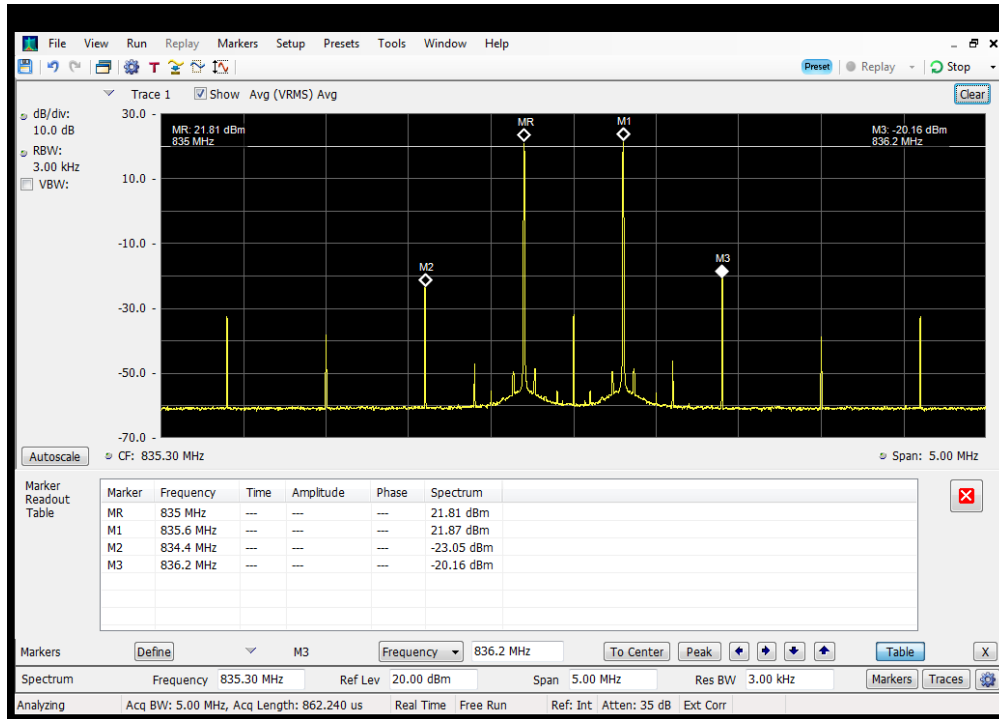 File View Run Replay Markers Setup Presets Tools Window Help
Preset Replay Stop
Trace 1 Show Avg (VRMS) Avg Clear
dB/div:
10.0 dB
RBW:
3.00 kHz
VBW:
30.0
10.0
-10.0
-30.0
-50.0
-70.0
MR: 21.81 dBm
835 MHz
MR
M1
M3: -20.16 dBm
836.2 MHz
M2
M3
Autoscale CF: 835.30 MHz Span: 5.00 MHz
Marker
Readout
Table
Marker Frequency Time Amplitude Phase Spectrum
MR 835 MHz --- --- --- 21.81 dBm
M1 835.6 MHz --- --- --- 21.87 dBm
M2 834.4 MHz --- --- --- -23.05 dBm
M3 836.2 MHz --- --- --- -20.16 dBm
Markers Define M3 Frequency 836.2 MHz To Center Peak Table X
Spectrum Frequency 835.30 MHz Ref Lev 20.00 dBm Span 5.00 MHz Res BW 3.00 kHz Markers Traces
Analyzing Acq BW: 5.00 MHz, Acq Length: 862.240 us Real Time Free Run Ref: Int Atten: 35 dB Ext Corr